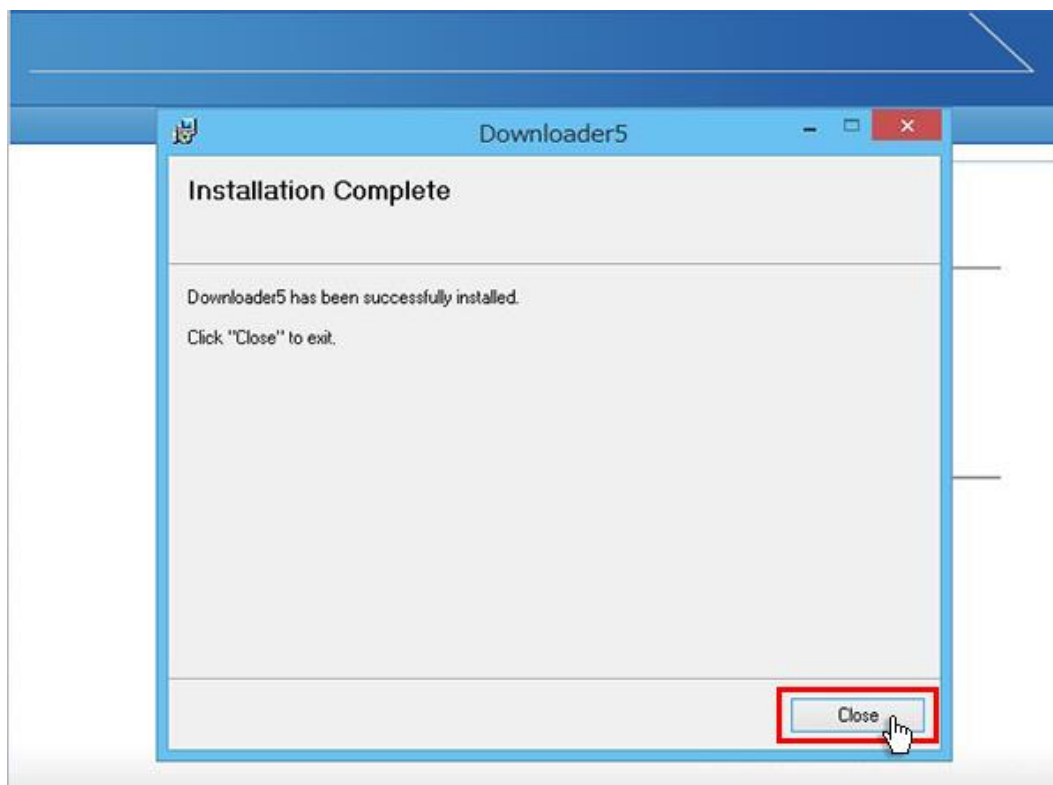 Downloader5
Installation Complete
Downloader5 has been successfully installed.
Click "Close" to exit.
Close